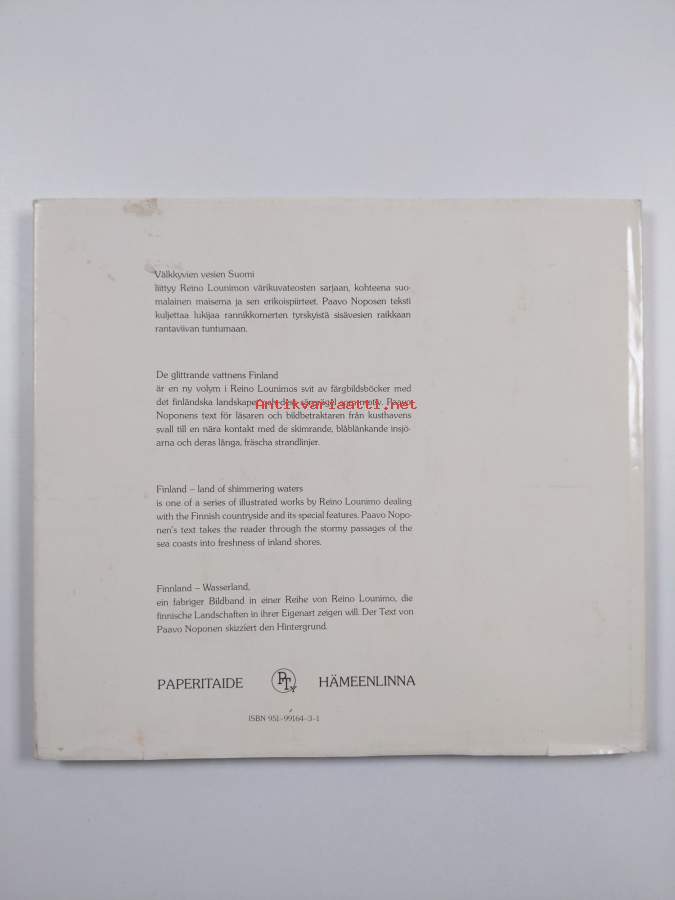 Välkkyvien vesien Suomi
liittyy Reino Lounimon värikuvateosten sarjaan, kohteena suo-
malainen maisema ja sen erikoispiirteet. Paavo Noposen teksti
kuljettaa lukijaa rannikkomerten tyrskyistä sisävesien raikkaan
rantaviivan tuntumaan.
De glittrande vattnens Finland
är en ny volym i Reino Lounimos svit av färgbildsböcker med
det finländska landskapet
Antikvariaatti.net
Paavo
Noponens text för läsaren och bildbetraktaren från kusthavens
svall till en nära kontakt med de skimrande, blåblänkande insjö-
arna och deras långa, fräscha strandlinjer.
Finland – land of shimmering waters
is one of a series of illustrated works by Reino Lounimo dealing
with the Finnish countryside and its special features. Paavo Nopo-
nen's text takes the reader through the stormy passages of the
sea coasts into freshness of inland shores.
Finnland – Wasserland,
ein fabriger Bildband in einer Reihe von Reino Lounimo, die
finnische Landschaften in ihrer Eigenart zeigen will. Der Text von
Paavo Noponen skizziert den Hintergrund.
PAPERITAIDE PTY HÄMEENLINNA
ISBN 951-99164-3-1